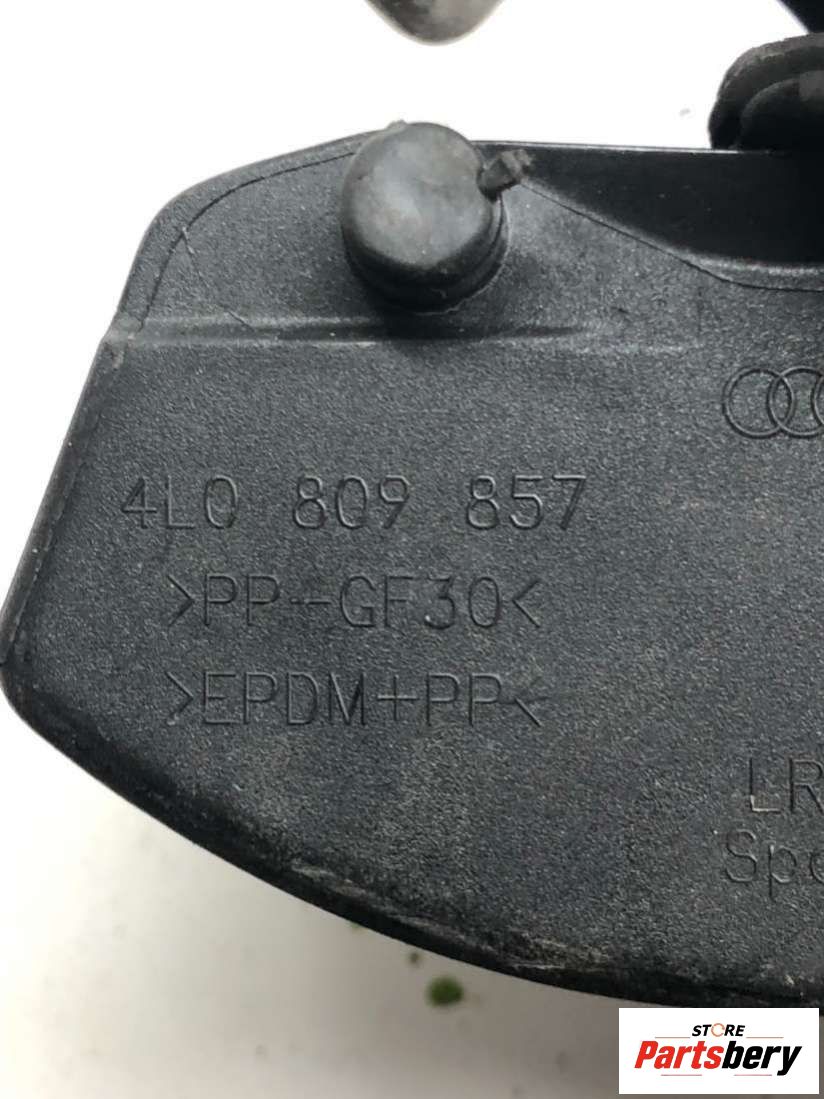 4L0 809 857
>PP-GF30<
>EPDM+PP<
STORE
Partsbery